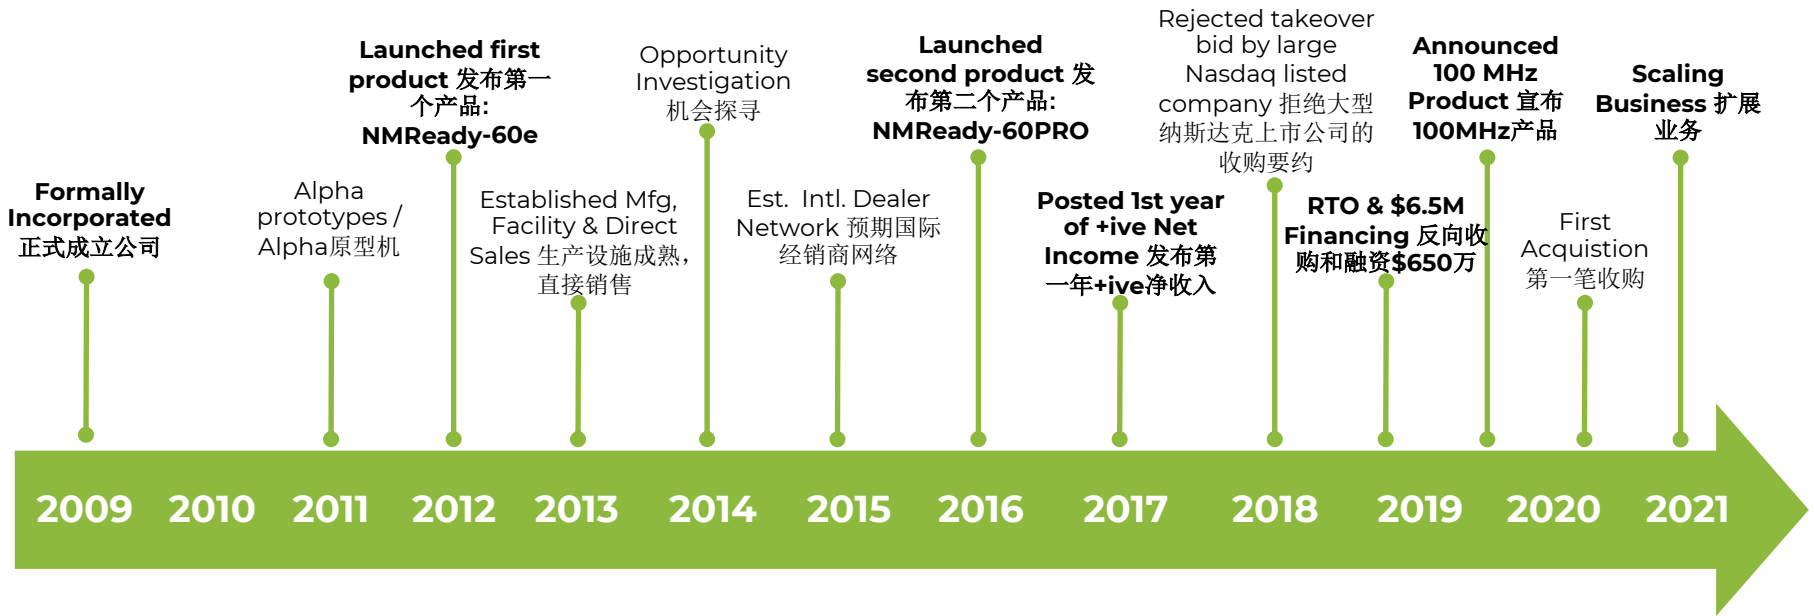 Formally
Incorporated
正式成立公司
Alpha
prototypes /
Alpha原型机
Launched first
product 发布第一
个产品:
NMReady-60e
Established Mfg,
Facility & Direct
Sales 生产设施成熟，
直接销售
Opportunity
Investigation
机会探寻
Est. Intl. Dealer
Network 预期国际
经销商网络
Launched
second product 发
布第二个产品:
NMReady-60PRO
Posted 1st year
of +ive Net
Income 发布第
一年+ive净收入
Rejected takeover
bid by large
Nasdaq listed
company 拒绝大型
纳斯达克上市公司的
收购要约
RTO & $6.5M
Financing 反向收
购和融资$650万
Announced
100 MHz
Product 宣布
100MHz产品
First
Acquistion
第一笔收购
Scaling
Business 扩展
业务
2009 2010 2011 2012 2013 2014 2015 2016 2017 2018 2019 2020 2021